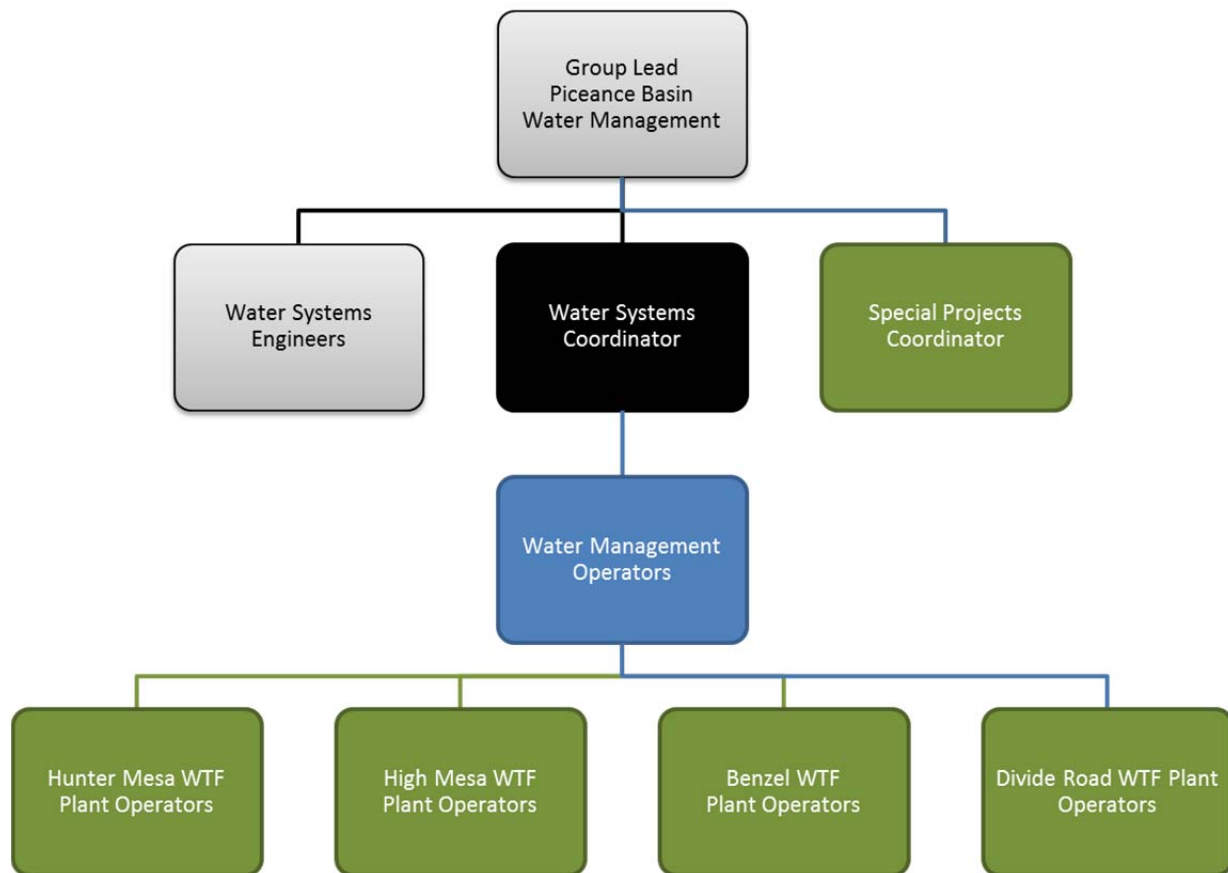 Group Lead
Piceance Basin
Water Management
Water Systems
Engineers
Water Systems
Coordinator
Special Projects
Coordinator
Water Management
Operators
Hunter Mesa WTF
Plant Operators
High Mesa WTF
Plant Operators
Benzel WTF
Plant Operators
Divide Road WTF Plant
Operators